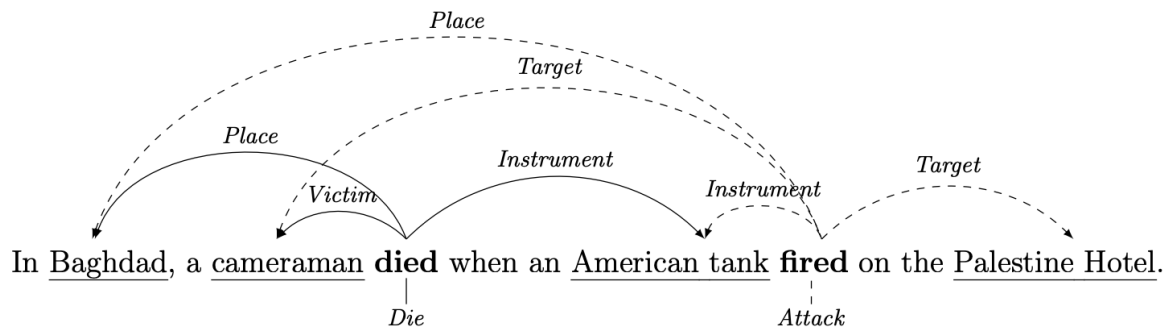 Place
Target
Place
Instrument
Target
Victim
Instrument
In Baghdad, a cameraman died when an American tank fired on the Palestine Hotel.
Die
Attack